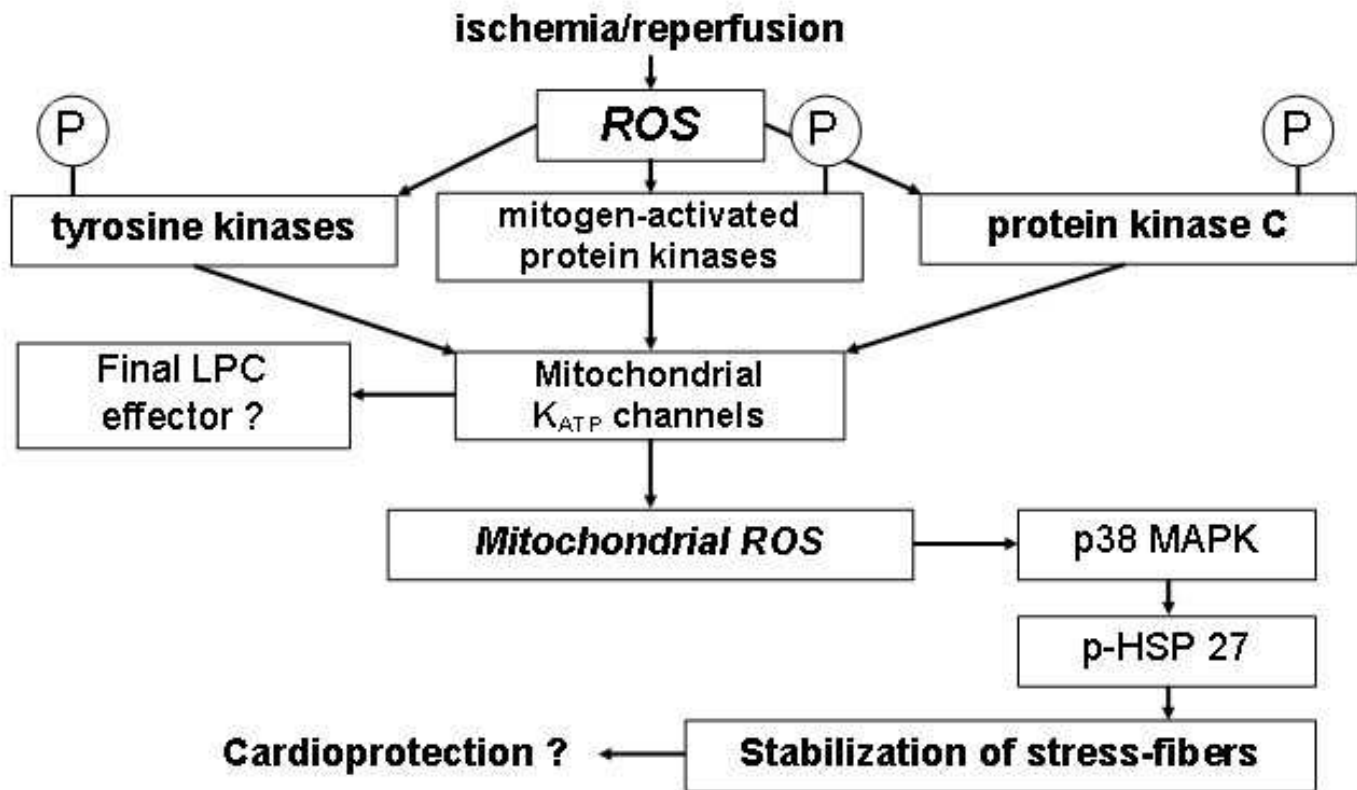 ischemia/reperfusion
ROS
P
P
P
tyrosine kinases
mitogen-activated
protein kinases
protein kinase C
Final LPC
effector ?
Mitochondrial
KATP channels
Mitochondrial ROS
p38 MAPK
p-HSP 27
Stabilization of stress-fibers
Cardioprotection ?